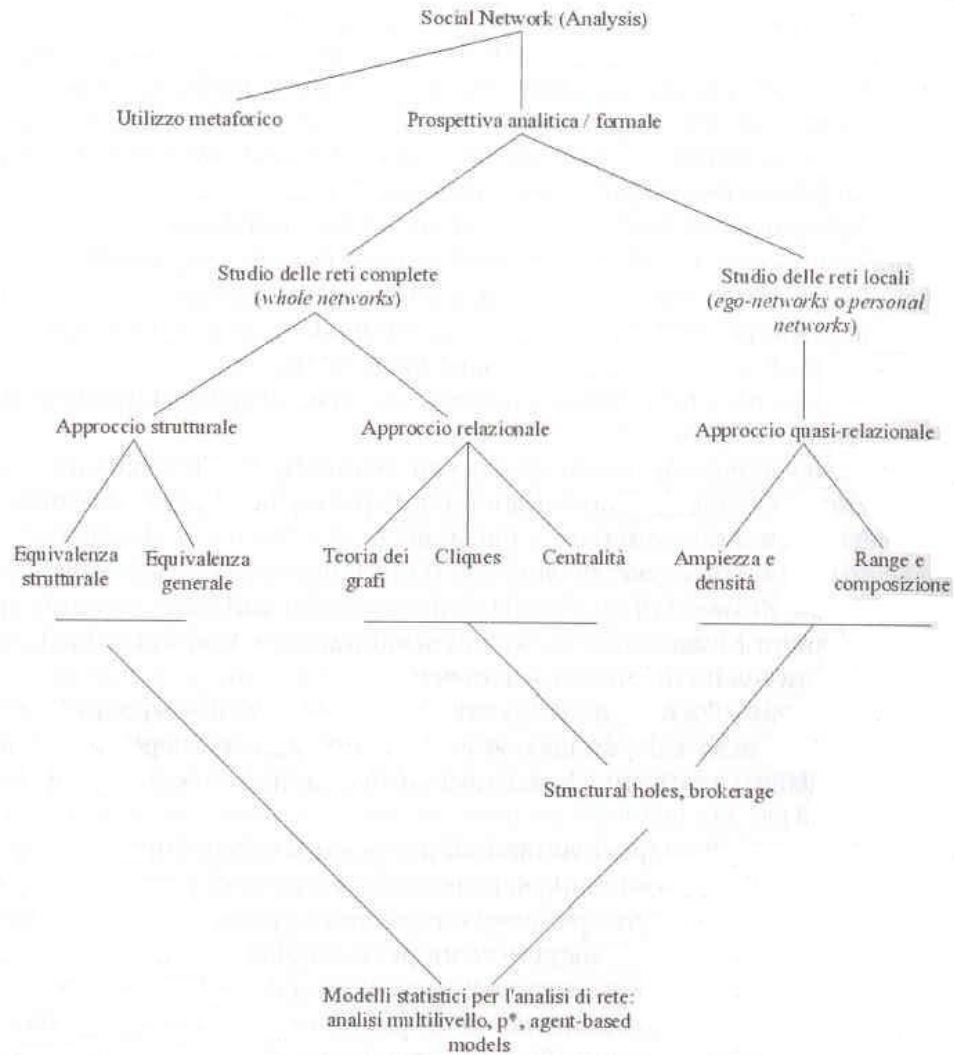 Social Network (Analysis)
Utilizzo metaforico
Prospettiva analitica / formale
Studio delle reti complete
(whole networks)
Studio delle reti locali
(ego-networks o personal
networks)
Approccio strutturale
Approccio relazionale
Approccio quasi-relazionale
Equivalenza
strutturale
Equivalenza
generale
Teoria dei
grafi
Cliques
Centralità
Ampiezza e
densità
Range e
composizione
Structural holes, brokerage
Modelli statistici per l'analisi di rete:
analisi multilivello, p*, agent-based
models